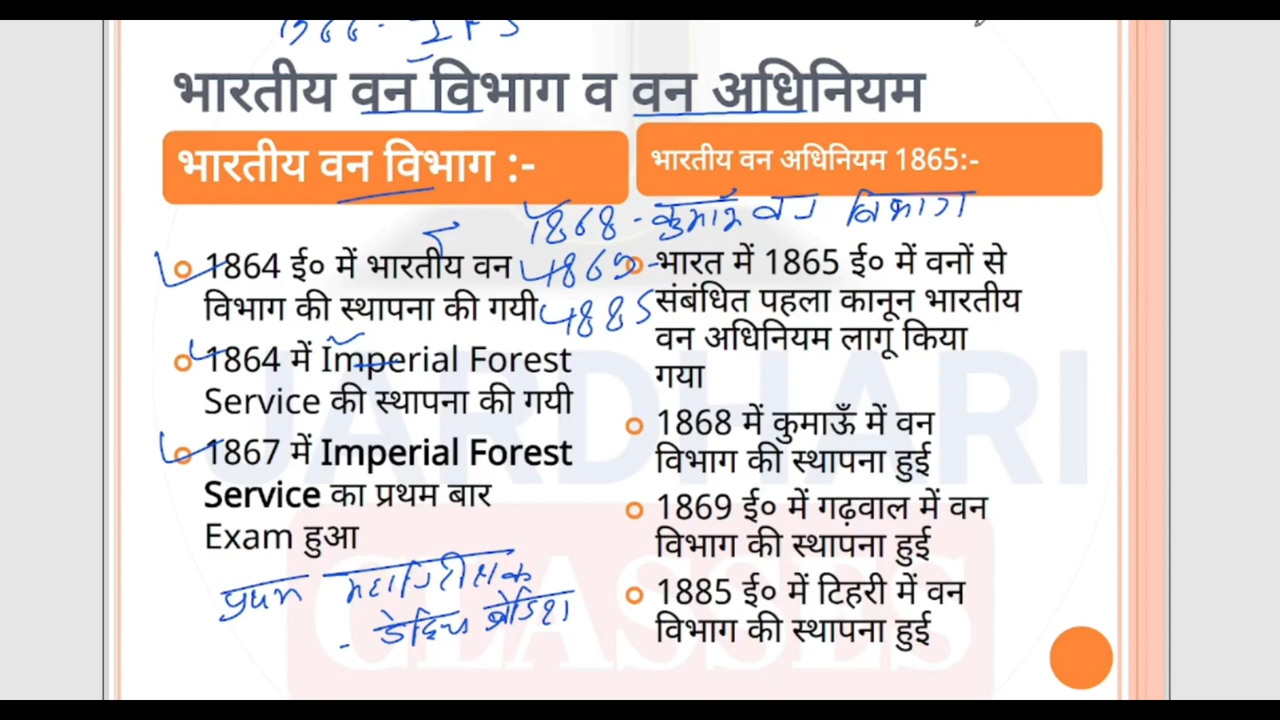 भारतीय वन विभाग व वन अधिनियम
भारतीय वन विभाग :-
1864 ई० में भारतीय वन
विभाग की स्थापना की गयी
1864 में Imperial Forest
Service की स्थापना की गयी
1867 में Imperial Forest
Service का प्रथम बार
Exam हुआ
प्रथम महानिरीक्षक
भारतीय वन अधिनियम 1865:-
1868 - कुमाऊँ वन विभाग
1869 -
1885
भारत में 1865 ई० में वनों से
संबंधित पहला कानून भारतीय
वन अधिनियम लागू किया
गया
1868 में कुमाऊँ में वन
विभाग की स्थापना हुई
1869 ई० में गढ़वाल में वन
विभाग की स्थापना हुई
1885 ई० में टिहरी में वन
विभाग की स्थापना हुई
JARDHARI
CLASSES